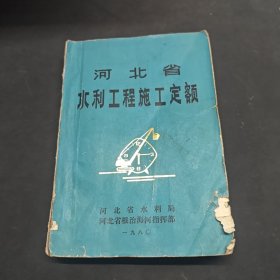 河北省
水利工程施工定额
河北省水利局
河北省根治海河指挥部
一九八〇